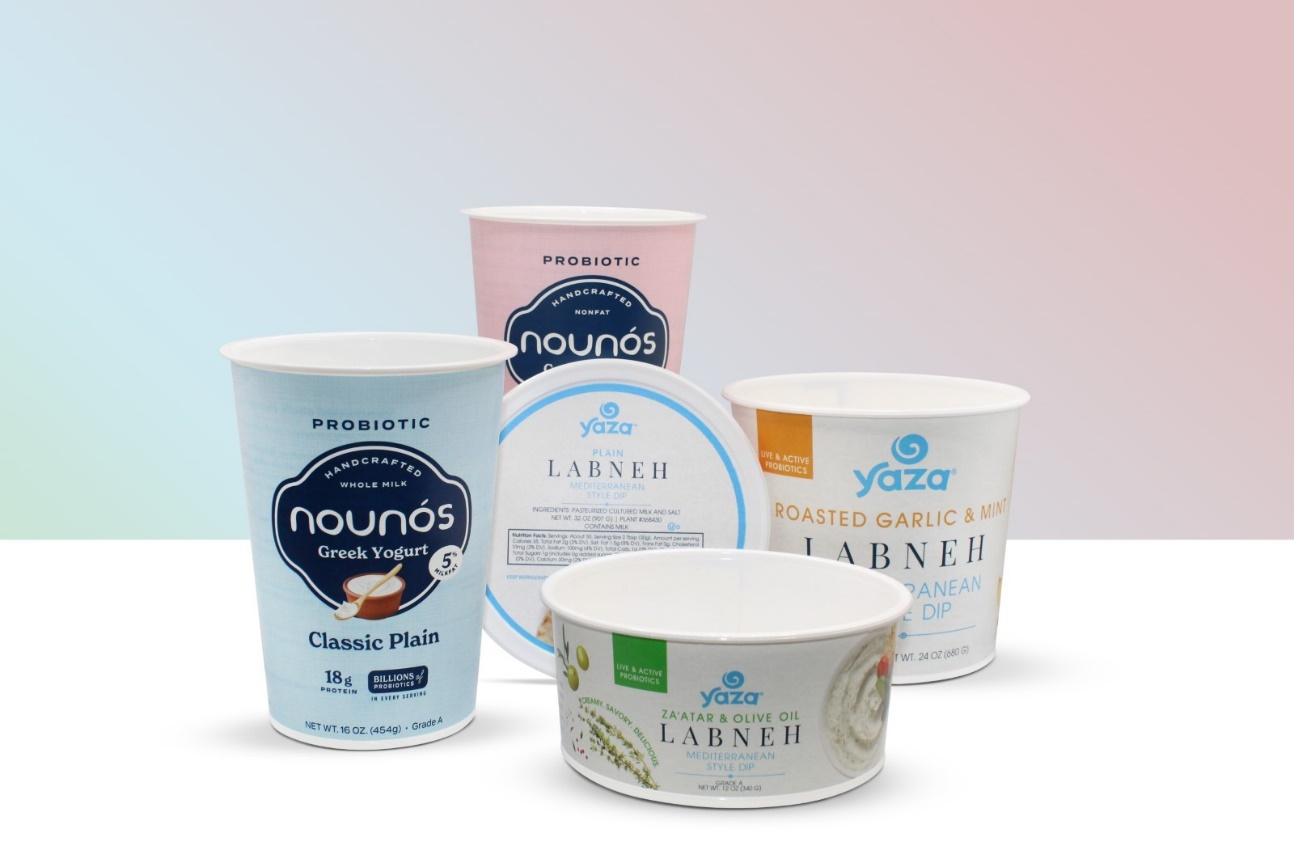 PROBIOTIC
HANDCRAFTED
NONFAT
nounós
PROBIOTIC
HANDCRAFTED
WHOLE MILK
nounós
Greek Yogurt
5%
MILKFAT
Classic Plain
18g
PROTEIN
BILLIONS of
PROBIOTICS
IN EVERY SERVING
NET WT. 16 OZ. (454g) • Grade A
yaza™
PLAIN
LABNEH
MEDITERRANEAN
STYLE DIP
INGREDIENTS: PASTEURIZED CULTURED MILK AND SALT
NET WT. 32 OZ (907 G) | PLANT #368430
CONTAINS MILK
LIVE & ACTIVE
PROBIOTICS
yaza®
ROASTED GARLIC & MINT
LABNEH
RANEAN
E DIP
T WT. 24 OZ (680 G)
LIVE & ACTIVE
PROBIOTICS
CREAMY, SAVORY, DELICIOUS
yaza®
ZA'ATAR & OLIVE OIL
LABNEH
MEDITERRANEAN
STYLE DIP
GRADE A
NET WT. 12 OZ (340 G)